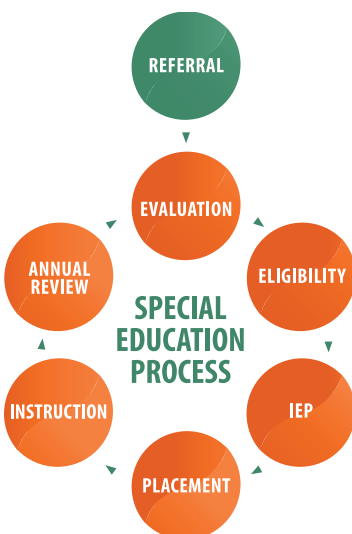 REFERRAL
EVALUATION
ELIGIBILITY
IEP
PLACEMENT
INSTRUCTION
ANNUAL
REVIEW
SPECIAL
EDUCATION
PROCESS